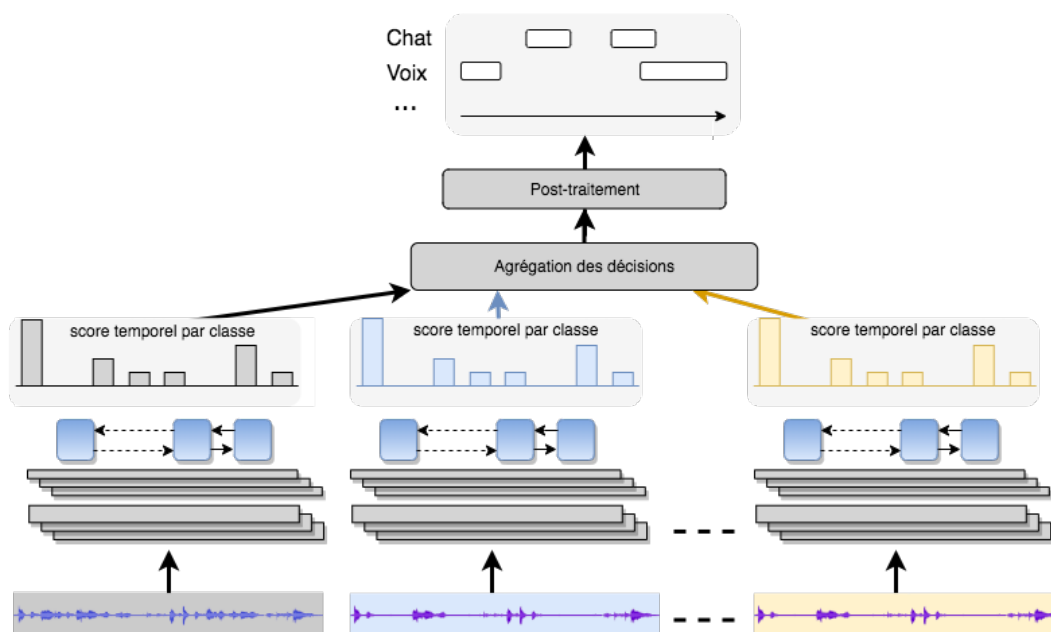 Chat
Voix
...
Post-traitement
Agrégation des décisions
score temporel par classe
score temporel par classe
score temporel par classe